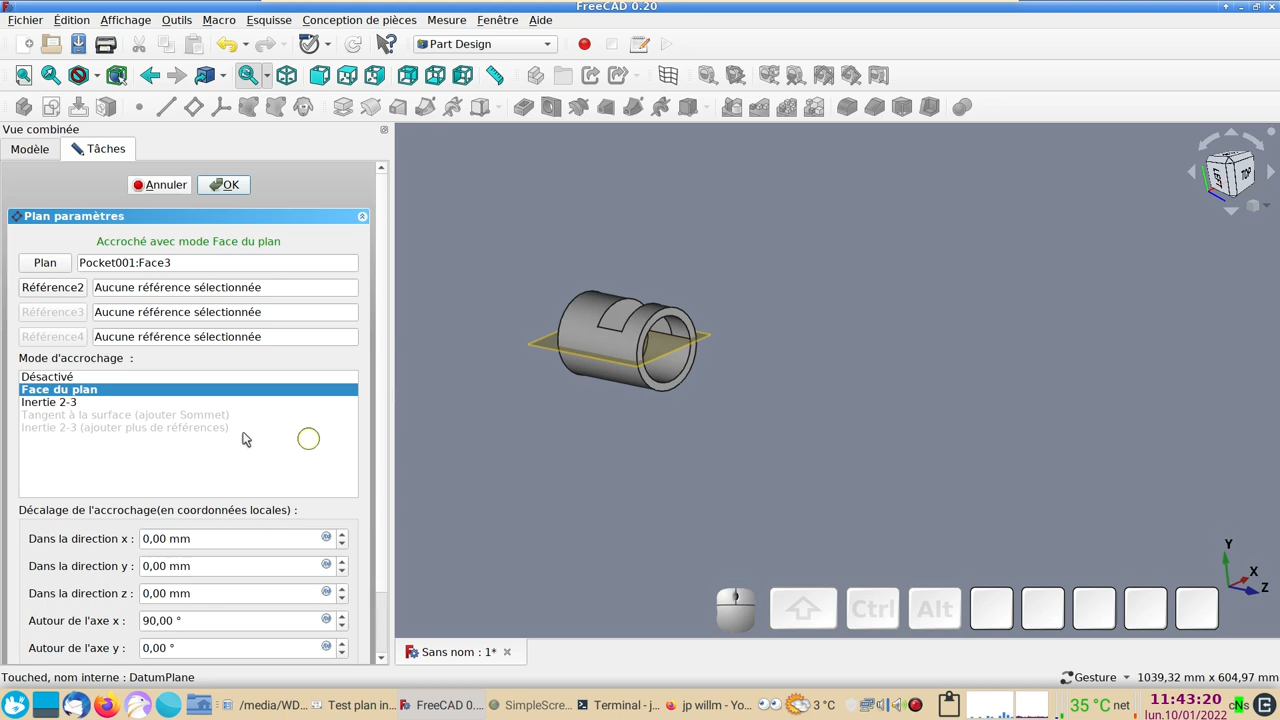 FreeCAD 0.20
Fichier Édition Outils Macro Esquisse Conception de pièces Mesure Fenêtre Aide
Part Design
Vue combinée
Modèle Tâches
Annuler OK
Plan paramètres
Accroché avec mode Face du plan
Plan Pocket001:Face3
Référence2 Aucune référence sélectionnée
Référence3 Aucune référence sélectionnée
Référence4 Aucune référence sélectionnée
Mode d'accrochage :
Désactivé
Face du plan
Inertie 2-3
Tangent à la surface (ajouter Sommet)
Inertie 2-3 (ajouter plus de références)
Décalage de l'accrochage(en coordonnées locales) :
Dans la direction x : 0,00 mm
Dans la direction y : 0,00 mm
Dans la direction z : 0,00 mm
Autour de l'axe x : 90,00 °
Autour de l'axe y : 0,00 °
TOP
Y
X
Z
Ctrl Alt
Sans nom : 1*
Touched, nom interne : DatumPlane
Gesture 1039,32 mm x 604,97 mm
/media/WD... Test plan in... FreeCAD 0.... SimpleScre... Terminal - j... jp willm - Yo... 3 °C 35 °C net 11:43:20
lun.10/01/2022